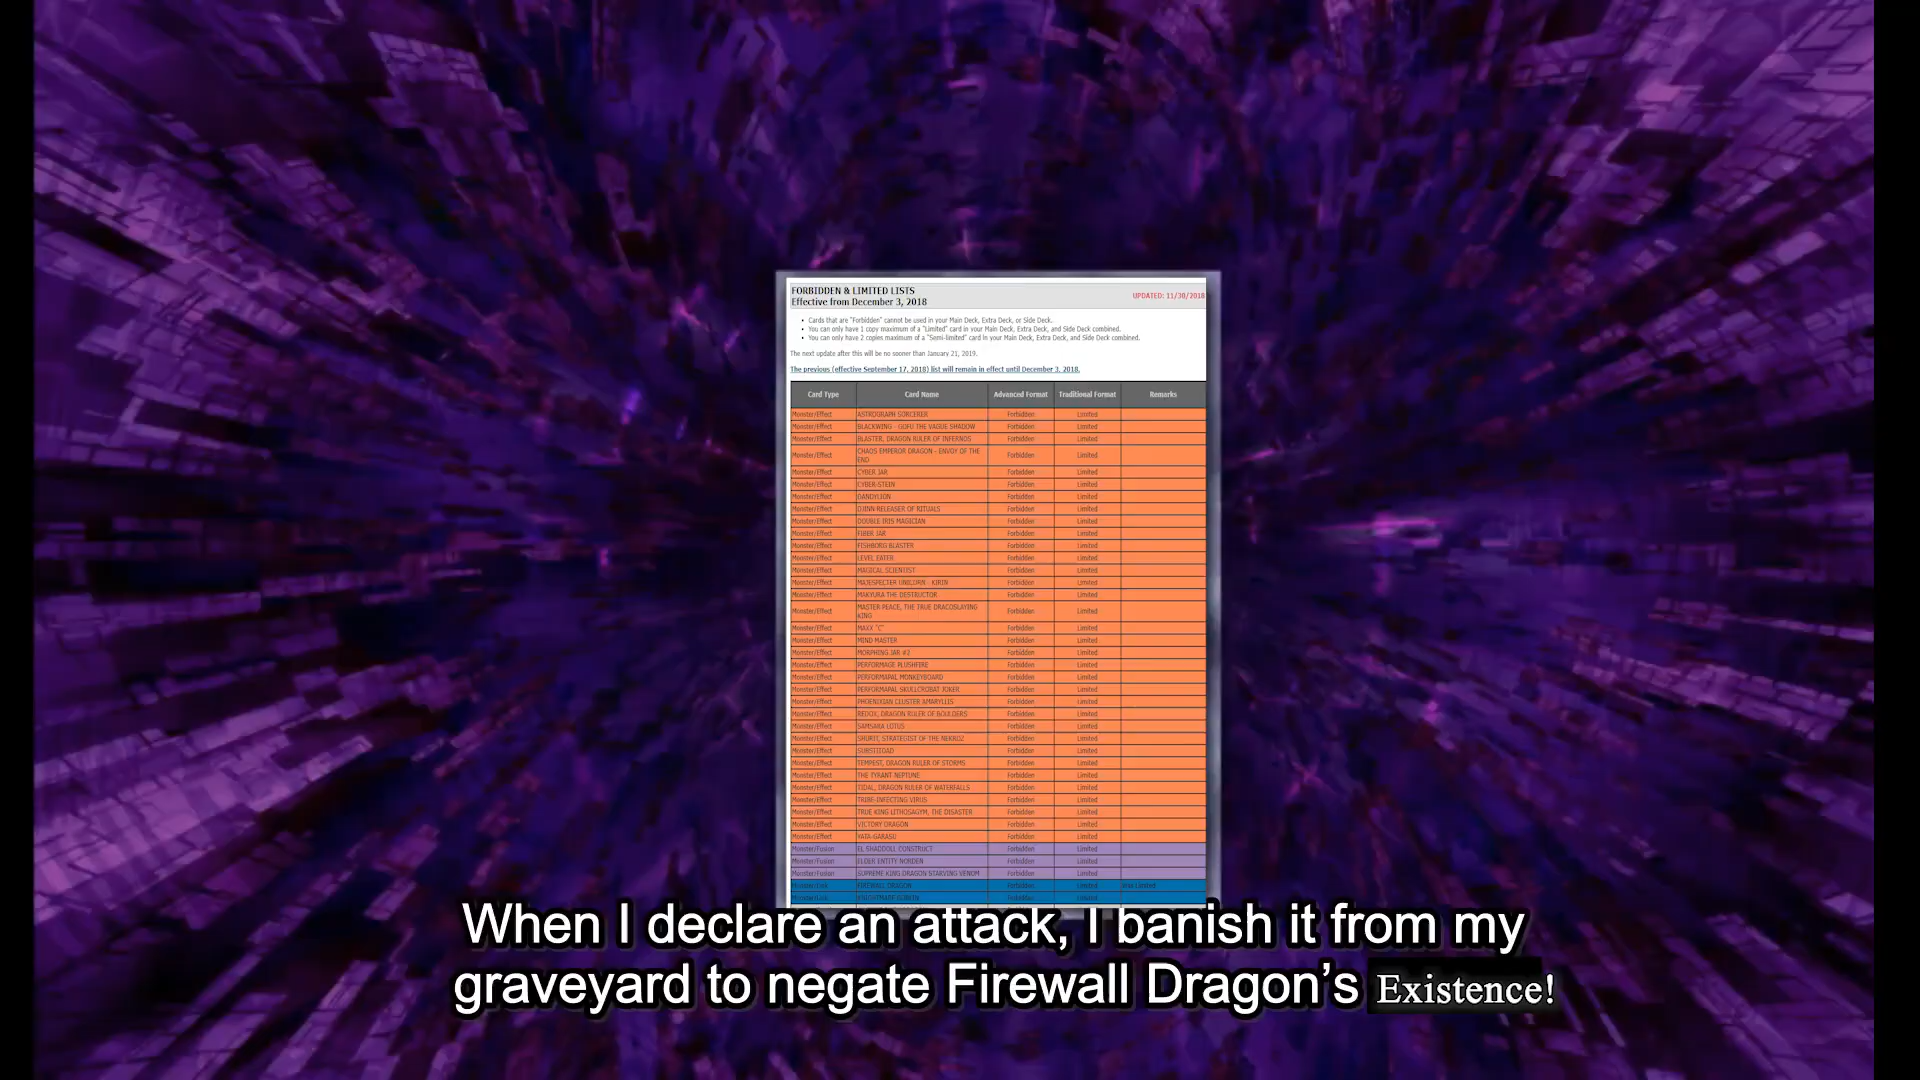 FORBIDDEN & LIMITED LISTS
Effective from December 3, 2018
UPDATED: 11/30/2018
• Cards that are "Forbidden" cannot be used in your Main Deck, Extra Deck, or Side Deck.
• You can only have 1 copy maximum of a "Limited" card in your Main Deck, Extra Deck, and Side Deck combined.
• You can only have 2 copies maximum of a "Semi-limited" card in your Main Deck, Extra Deck, and Side Deck combined.
The next update after this will be no sooner than January 21, 2019.
The previous (effective September 17, 2018) list will remain in effect until December 3, 2018.
Card Type Card Name Advanced Format Traditional Format Remarks
Monster/Effect ASTROGRAPH SORCERER Forbidden Limited
Monster/Effect BLACKWING - GOFU THE VAGUE SHADOW Forbidden Limited
Monster/Effect BLASTER, DRAGON RULER OF INFERNOS Forbidden Limited
Monster/Effect CHAOS EMPEROR DRAGON - ENVOY OF THE END Forbidden Limited
Monster/Effect CYBER JAR Forbidden Limited
Monster/Effect CYBER-STEIN Forbidden Limited
Monster/Effect DANDYLION Forbidden Limited
Monster/Effect DJINN RELEASER OF RITUALS Forbidden Limited
Monster/Effect DOUBLE IRIS MAGICIAN Forbidden Limited
Monster/Effect FIBER JAR Forbidden Limited
Monster/Effect FISHBORG BLASTER Forbidden Limited
Monster/Effect LEVEL EATER Forbidden Limited
Monster/Effect MAGICAL SCIENTIST Forbidden Limited
Monster/Effect MAJESPECTER UNICORN - KIRIN Forbidden Limited
Monster/Effect MAKYURA THE DESTRUCTOR Forbidden Limited
Monster/Effect MASTER PEACE, THE TRUE DRACOSLAYING KING Forbidden Limited
Monster/Effect MAXX "C" Forbidden Limited
Monster/Effect MIND MASTER Forbidden Limited
Monster/Effect MORPHING JAR #2 Forbidden Limited
Monster/Effect PERFORMAGE PLUSHFIRE Forbidden Limited
Monster/Effect PERFORMAPAL MONKEYBOARD Forbidden Limited
Monster/Effect PERFORMAPAL SKULLCROBAT JOKER Forbidden Limited
Monster/Effect PHOENIXIAN CLUSTER AMARYLLIS Forbidden Limited
Monster/Effect REDOX, DRAGON RULER OF BOULDERS Forbidden Limited
Monster/Effect SAMSARA LOTUS Forbidden Limited
Monster/Effect SHURIT, STRATEGIST OF THE NEKROZ Forbidden Limited
Monster/Effect SUBSTITOAD Forbidden Limited
Monster/Effect TEMPEST, DRAGON RULER OF STORMS Forbidden Limited
Monster/Effect THE TYRANT NEPTUNE Forbidden Limited
Monster/Effect TIDAL, DRAGON RULER OF WATERFALLS Forbidden Limited
Monster/Effect TRIBE-INFECTING VIRUS Forbidden Limited
Monster/Effect TRUE KING LITHOSAGYM, THE DISASTER Forbidden Limited
Monster/Effect VICTORY DRAGON Forbidden Limited
Monster/Effect YATA-GARASU Forbidden Limited
Monster/Fusion EL SHADDOLL CONSTRUCT Forbidden Limited
Monster/Fusion ELDER ENTITY NORDEN Forbidden Limited
Monster/Fusion SUPREME KING DRAGON STARVING VENOM Forbidden Limited
Monster/Link FIREWALL DRAGON Forbidden Limited Was Limited
Monster/Link KNIGHTMARE GOBLIN Forbidden Limited
When I declare an attack, I banish it from my
graveyard to negate Firewall Dragon's Existence!